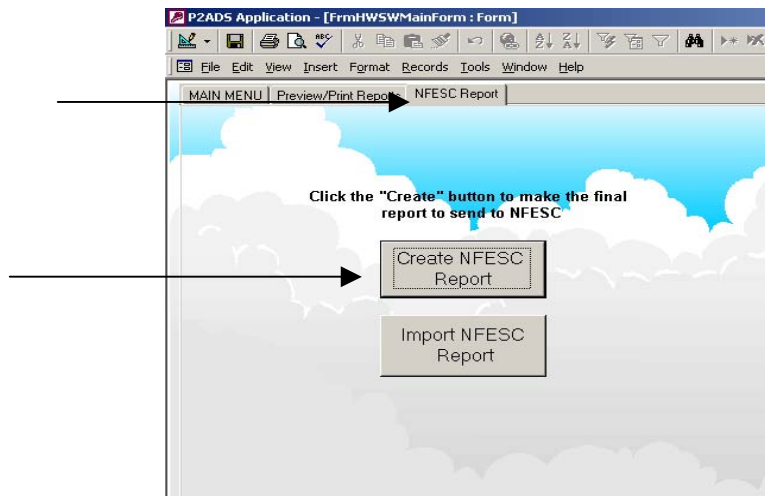 P2ADS Application - [FrmHWSWMainForm : Form]
File Edit View Insert Format Records Tools Window Help
MAIN MENU Preview/Print Reports NFESC Report
Click the "Create" button to make the final
report to send to NFESC
Create NFESC
Report
Import NFESC
Report